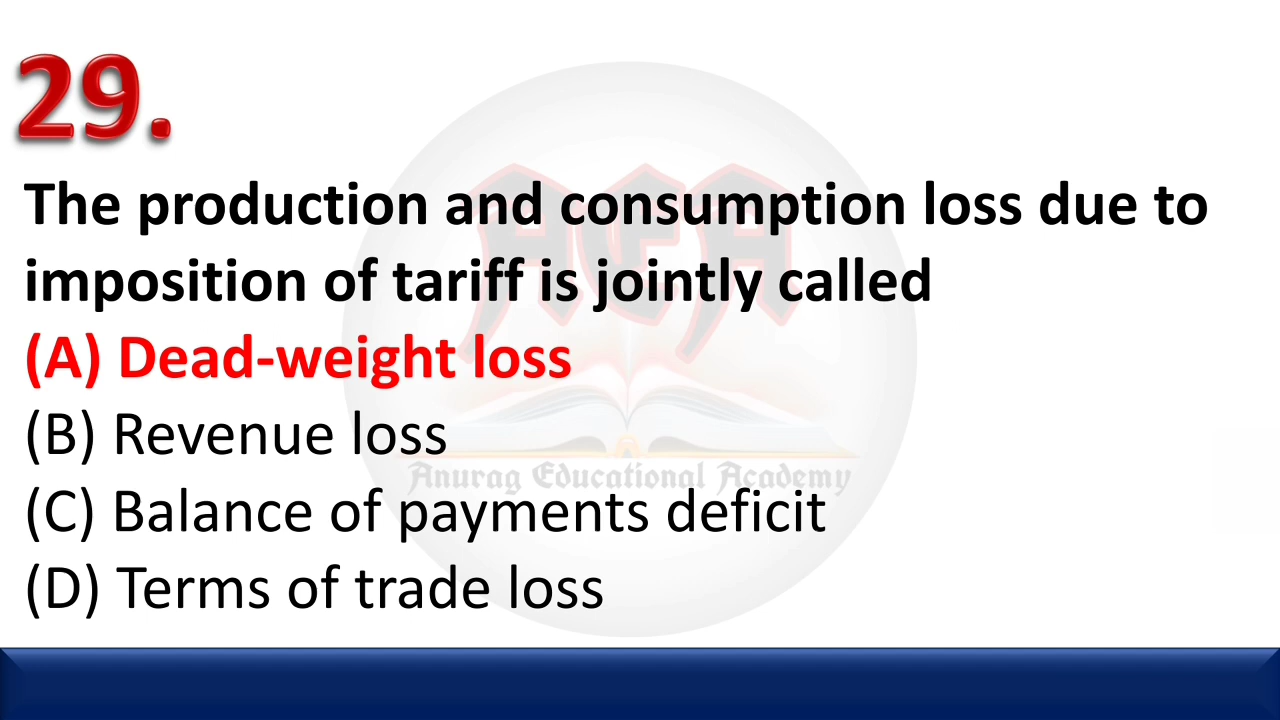 29.
The production and consumption loss due to
imposition of tariff is jointly called
(A) Dead-weight loss
(B) Revenue loss
(C) Balance of payments deficit
(D) Terms of trade loss
AEA
Anurag Educational Academy